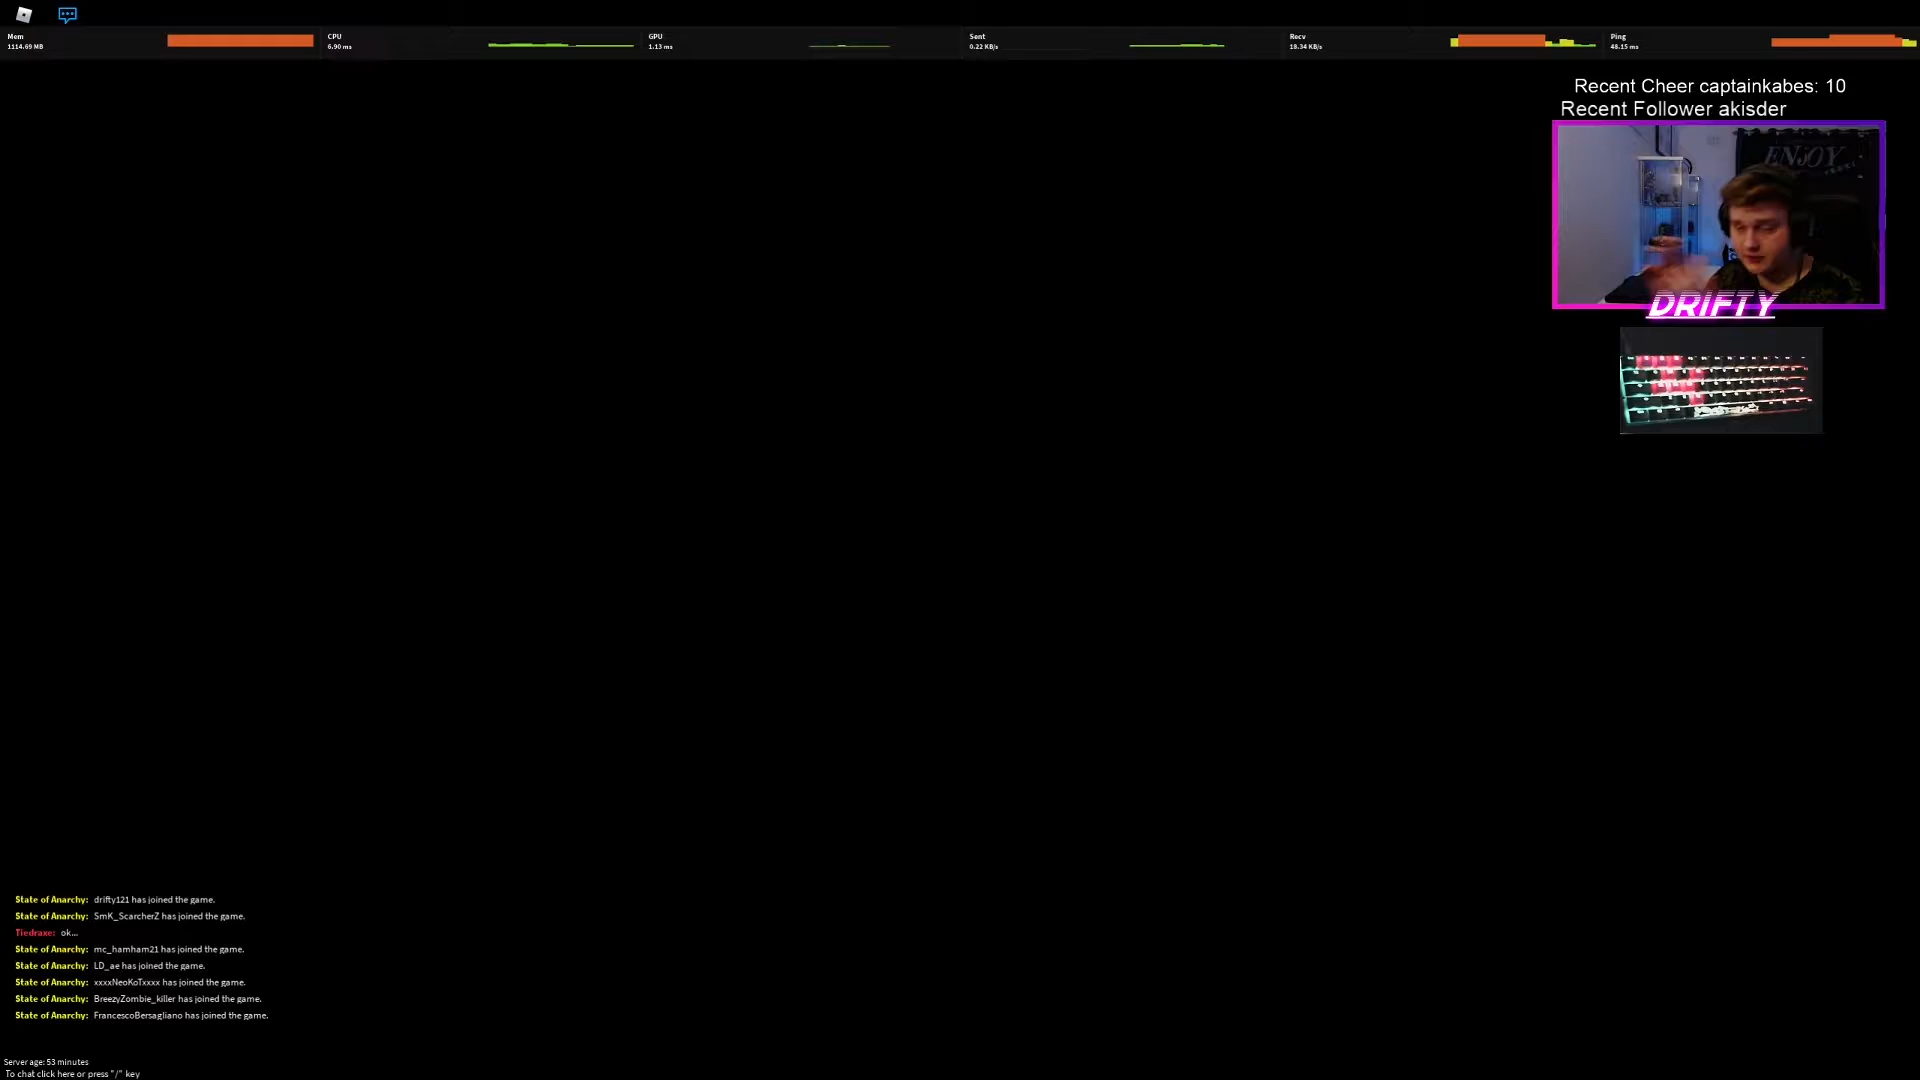 Mem
1114.69 MB
CPU
6.90 ms
GPU
1.13 ms
Sent
0.22 KB/s
Recv
18.34 KB/s
Ping
48.15 ms
Recent Cheer captainkabes: 10
Recent Follower akisder
ENJOY
DRIFTY
State of Anarchy: drifty121 has joined the game.
State of Anarchy: SmK_ScarcherZ has joined the game.
Tiedraxe: ok...
State of Anarchy: mc_hamham21 has joined the game.
State of Anarchy: LD_ae has joined the game.
State of Anarchy: xxxxNeoKoTxxxx has joined the game.
State of Anarchy: BreezyZombie_killer has joined the game.
State of Anarchy: FrancescoBersagliano has joined the game.
Server age: 53 minutes
To chat click here or press "/" key